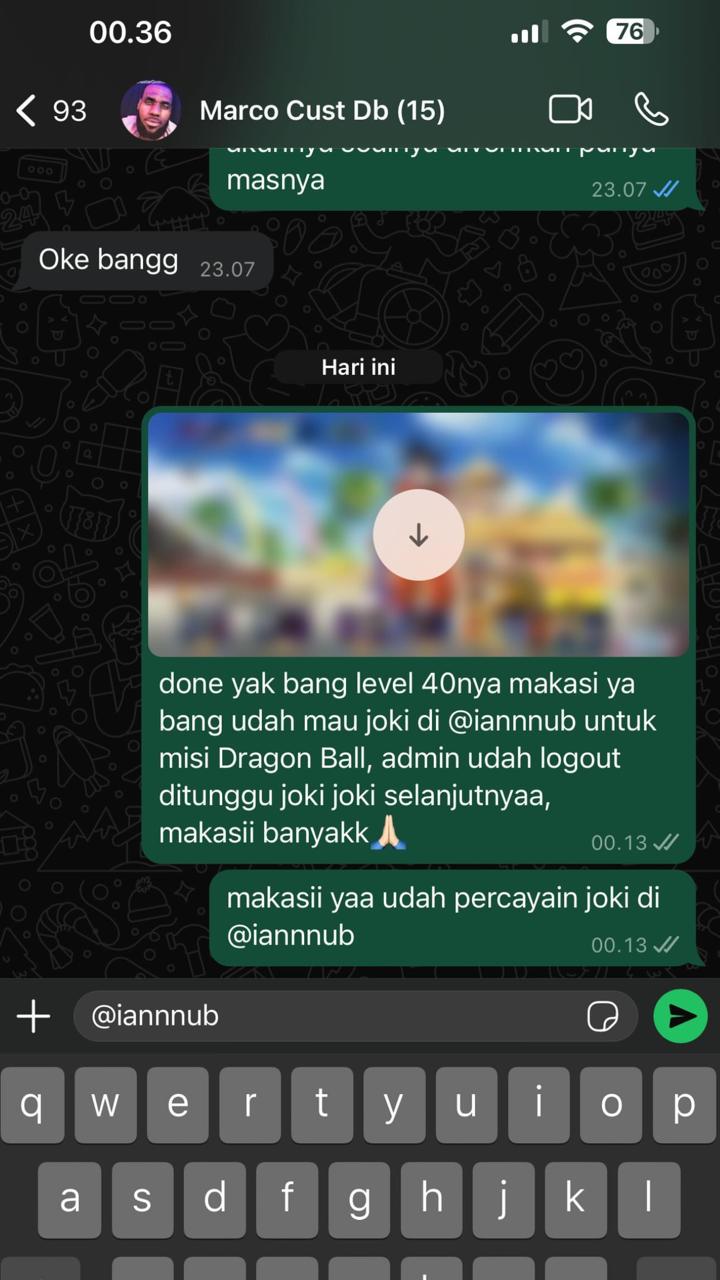 00.36
76
93
Marco Cust Db (15)
masnya
23.07
Oke bangg
23.07
Hari ini
done yak bang level 40nya makasi ya
bang udah mau joki di @iannnub untuk
misi Dragon Ball, admin udah logout
ditunggu joki joki selanjutnyaa,
makasii banyakk🙏🏻
00.13
makasii yaa udah percayain joki di
@iannnub
00.13
@iannnub
q w e r t y u i o p
a s d f g h j k l